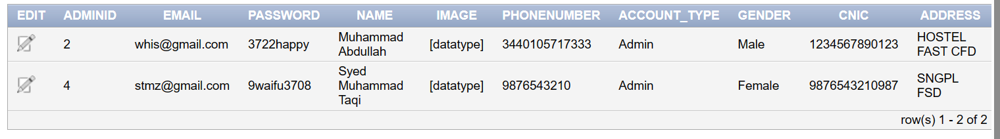 EDIT ADMINID EMAIL PASSWORD NAME IMAGE PHONENUMBER ACCOUNT_TYPE GENDER CNIC ADDRESS
2 whis@gmail.com 3722happy Muhammad Abdullah [datatype] 3440105717333 Admin Male 1234567890123 HOSTEL FAST CFD
4 stmz@gmail.com 9waifu3708 Syed Muhammad Taqi [datatype] 9876543210 Admin Female 9876543210987 SNGPL FSD
row(s) 1 - 2 of 2